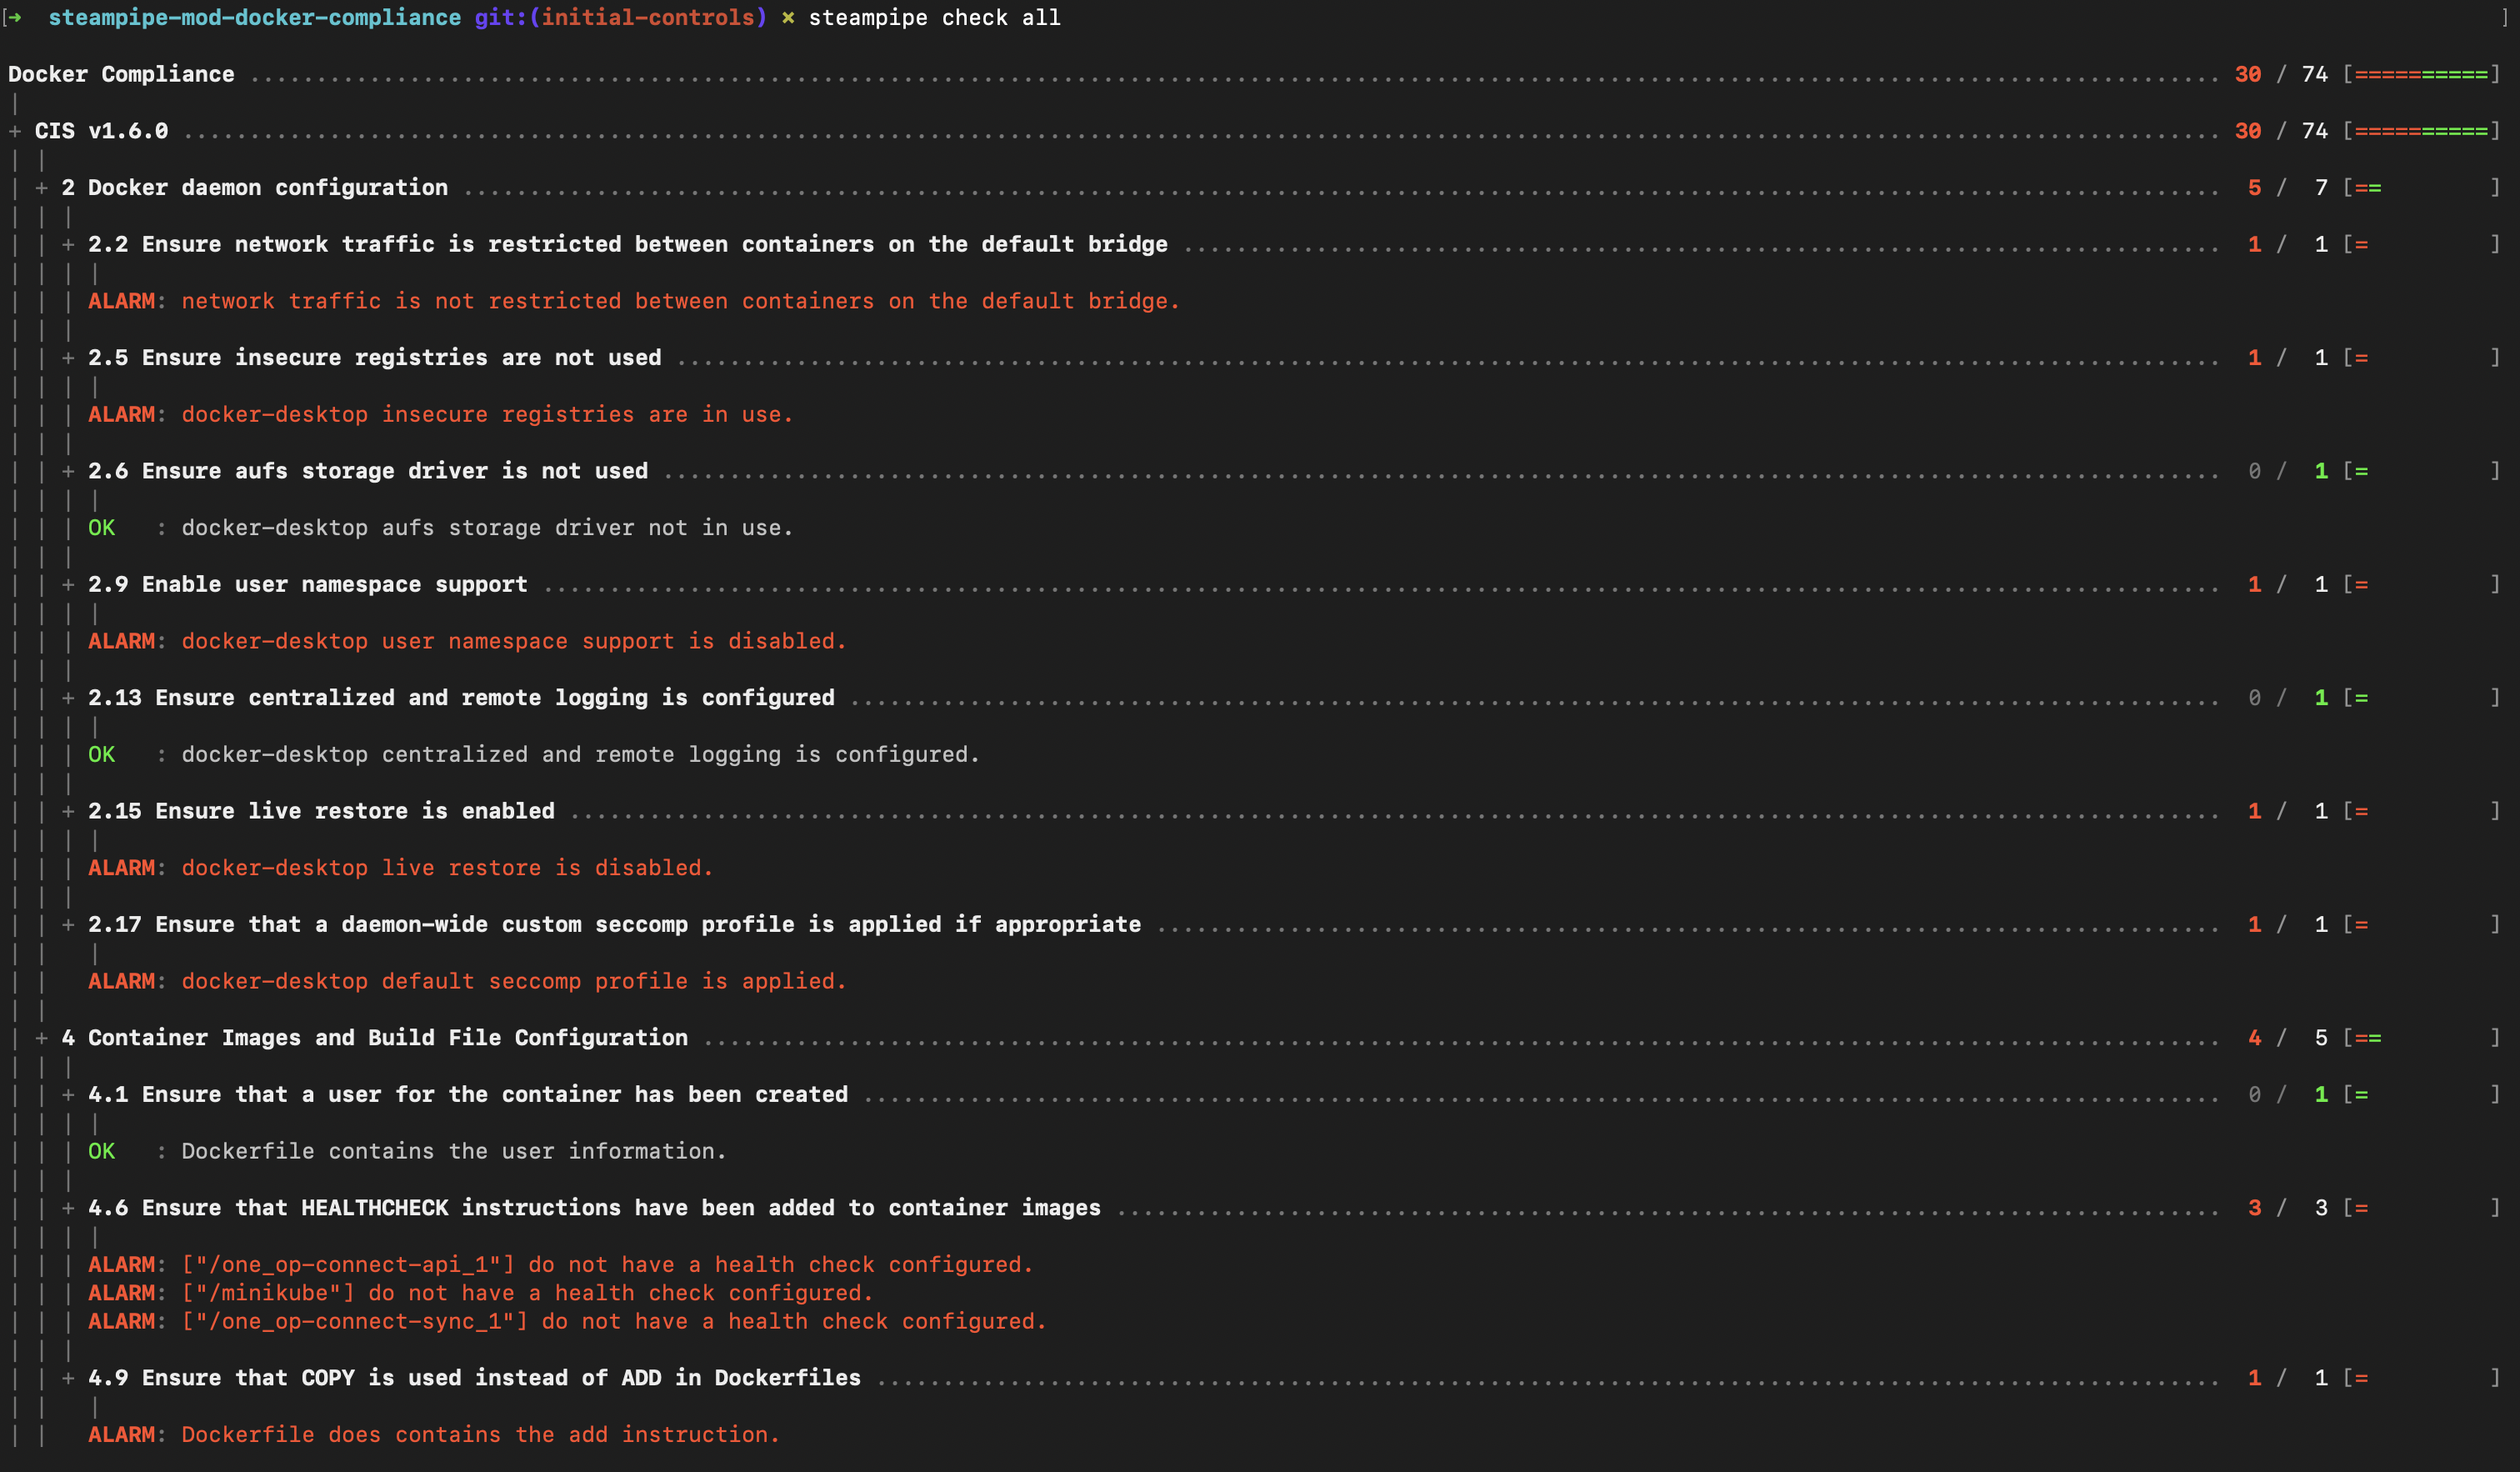 [➜  steampipe-mod-docker-compliance git:(initial-controls) ✗ steampipe check all ]
Docker Compliance ........ 30 / 74 [==========]
+ CIS v1.6.0 ........ 30 / 74 [==========]
| + 2 Docker daemon configuration ........ 5 / 7 [== ]
| | + 2.2 Ensure network traffic is restricted between containers on the default bridge ........ 1 / 1 [= ]
| | | ALARM: network traffic is not restricted between containers on the default bridge.
| | + 2.5 Ensure insecure registries are not used ........ 1 / 1 [= ]
| | | ALARM: docker-desktop insecure registries are in use.
| | + 2.6 Ensure aufs storage driver is not used ........ 0 / 1 [= ]
| | | OK   : docker-desktop aufs storage driver not in use.
| | + 2.9 Enable user namespace support ........ 1 / 1 [= ]
| | | ALARM: docker-desktop user namespace support is disabled.
| | + 2.13 Ensure centralized and remote logging is configured ........ 0 / 1 [= ]
| | | OK   : docker-desktop centralized and remote logging is configured.
| | + 2.15 Ensure live restore is enabled ........ 1 / 1 [= ]
| | | ALARM: docker-desktop live restore is disabled.
| | + 2.17 Ensure that a daemon-wide custom seccomp profile is applied if appropriate ........ 1 / 1 [= ]
| |   ALARM: docker-desktop default seccomp profile is applied.
| + 4 Container Images and Build File Configuration ........ 4 / 5 [== ]
| | + 4.1 Ensure that a user for the container has been created ........ 0 / 1 [= ]
| | | OK   : Dockerfile contains the user information.
| | + 4.6 Ensure that HEALTHCHECK instructions have been added to container images ........ 3 / 3 [= ]
| | | ALARM: ["/one_op-connect-api_1"] do not have a health check configured.
| | | ALARM: ["/minikube"] do not have a health check configured.
| | | ALARM: ["/one_op-connect-sync_1"] do not have a health check configured.
| | + 4.9 Ensure that COPY is used instead of ADD in Dockerfiles ........ 1 / 1 [= ]
| |   ALARM: Dockerfile does contains the add instruction.